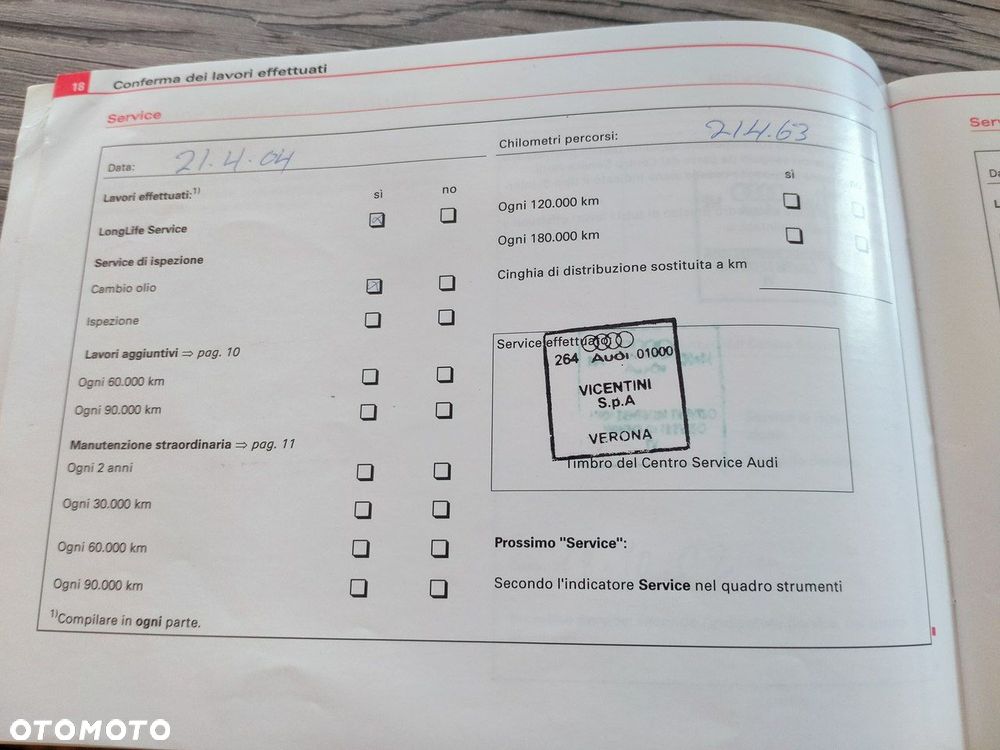 18 Conferma dei lavori effettuati
Service
Data: 21.4.04
Lavori effettuati:1)
sì no
LongLife Service
Service di ispezione
Cambio olio
Ispezione
Lavori aggiuntivi ⇒ pag. 10
Ogni 60.000 km
Ogni 90.000 km
Manutenzione straordinaria ⇒ pag. 11
Ogni 2 anni
Ogni 30.000 km
Ogni 60.000 km
Ogni 90.000 km
1)Compilare in ogni parte.
Chilometri percorsi: 214.63
sì no
Ogni 120.000 km
Ogni 180.000 km
Cinghia di distribuzione sostituita a km
Service effettuato
264 Audi 01000
VICENTINI
S.p.A
VERONA
Timbro del Centro Service Audi
Prossimo "Service":
Secondo l'indicatore Service nel quadro strumenti
OTOMOTO